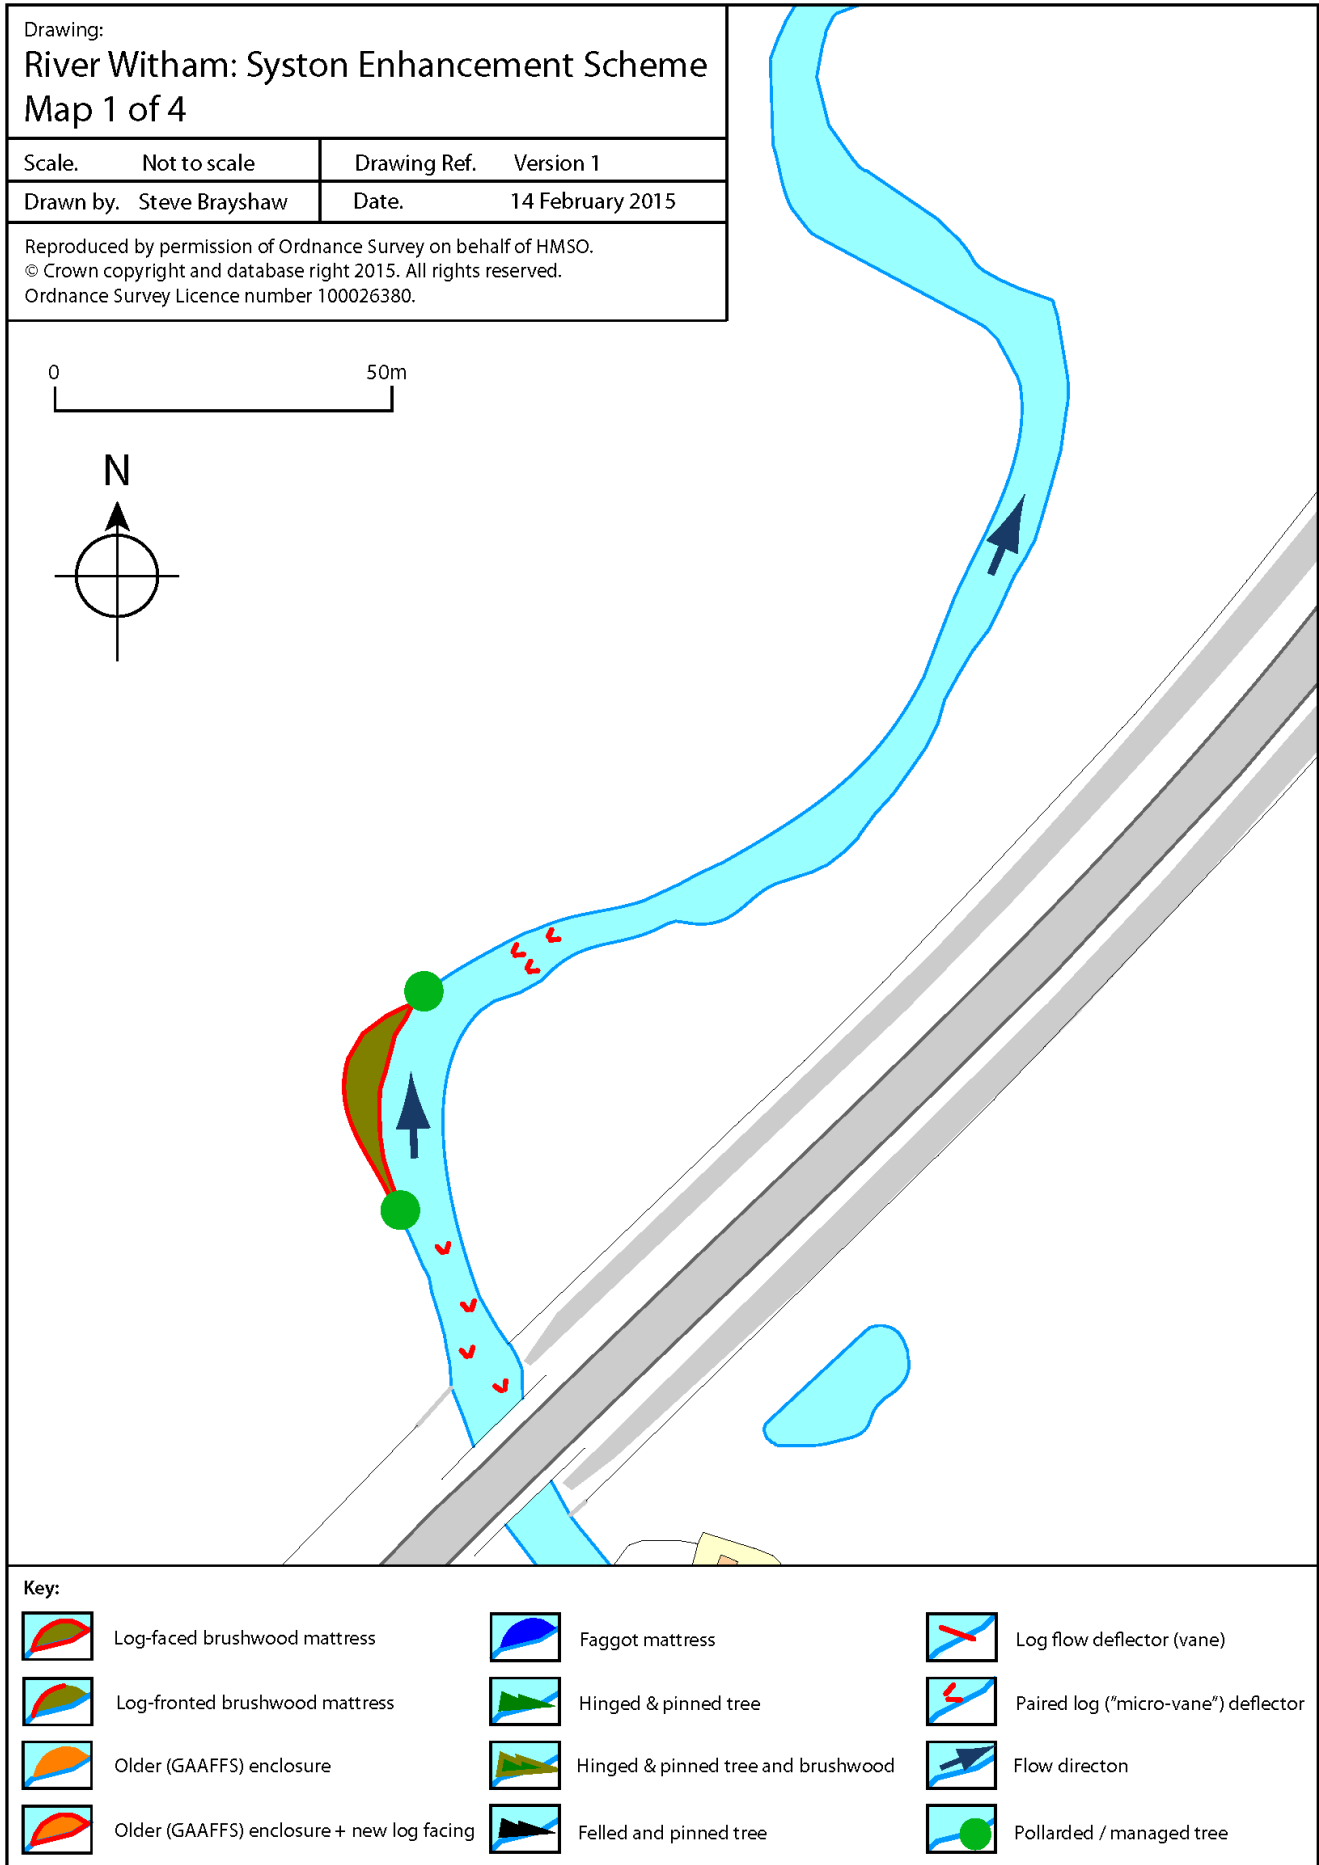 Drawing:
River Witham: Syston Enhancement Scheme
Map 1 of 4
Scale. Not to scale
Drawing Ref. Version 1
Drawn by. Steve Brayshaw
Date. 14 February 2015
Reproduced by permission of Ordnance Survey on behalf of HMSO.
© Crown copyright and database right 2015. All rights reserved.
Ordnance Survey Licence number 100026380.
0 50m
N
Key:
Log-faced brushwood mattress
Log-fronted brushwood mattress
Older (GAAFFS) enclosure
Older (GAAFFS) enclosure + new log facing
Faggot mattress
Hinged & pinned tree
Hinged & pinned tree and brushwood
Felled and pinned tree
Log flow deflector (vane)
Paired log ("micro-vane") deflector
Flow directon
Pollarded / managed tree